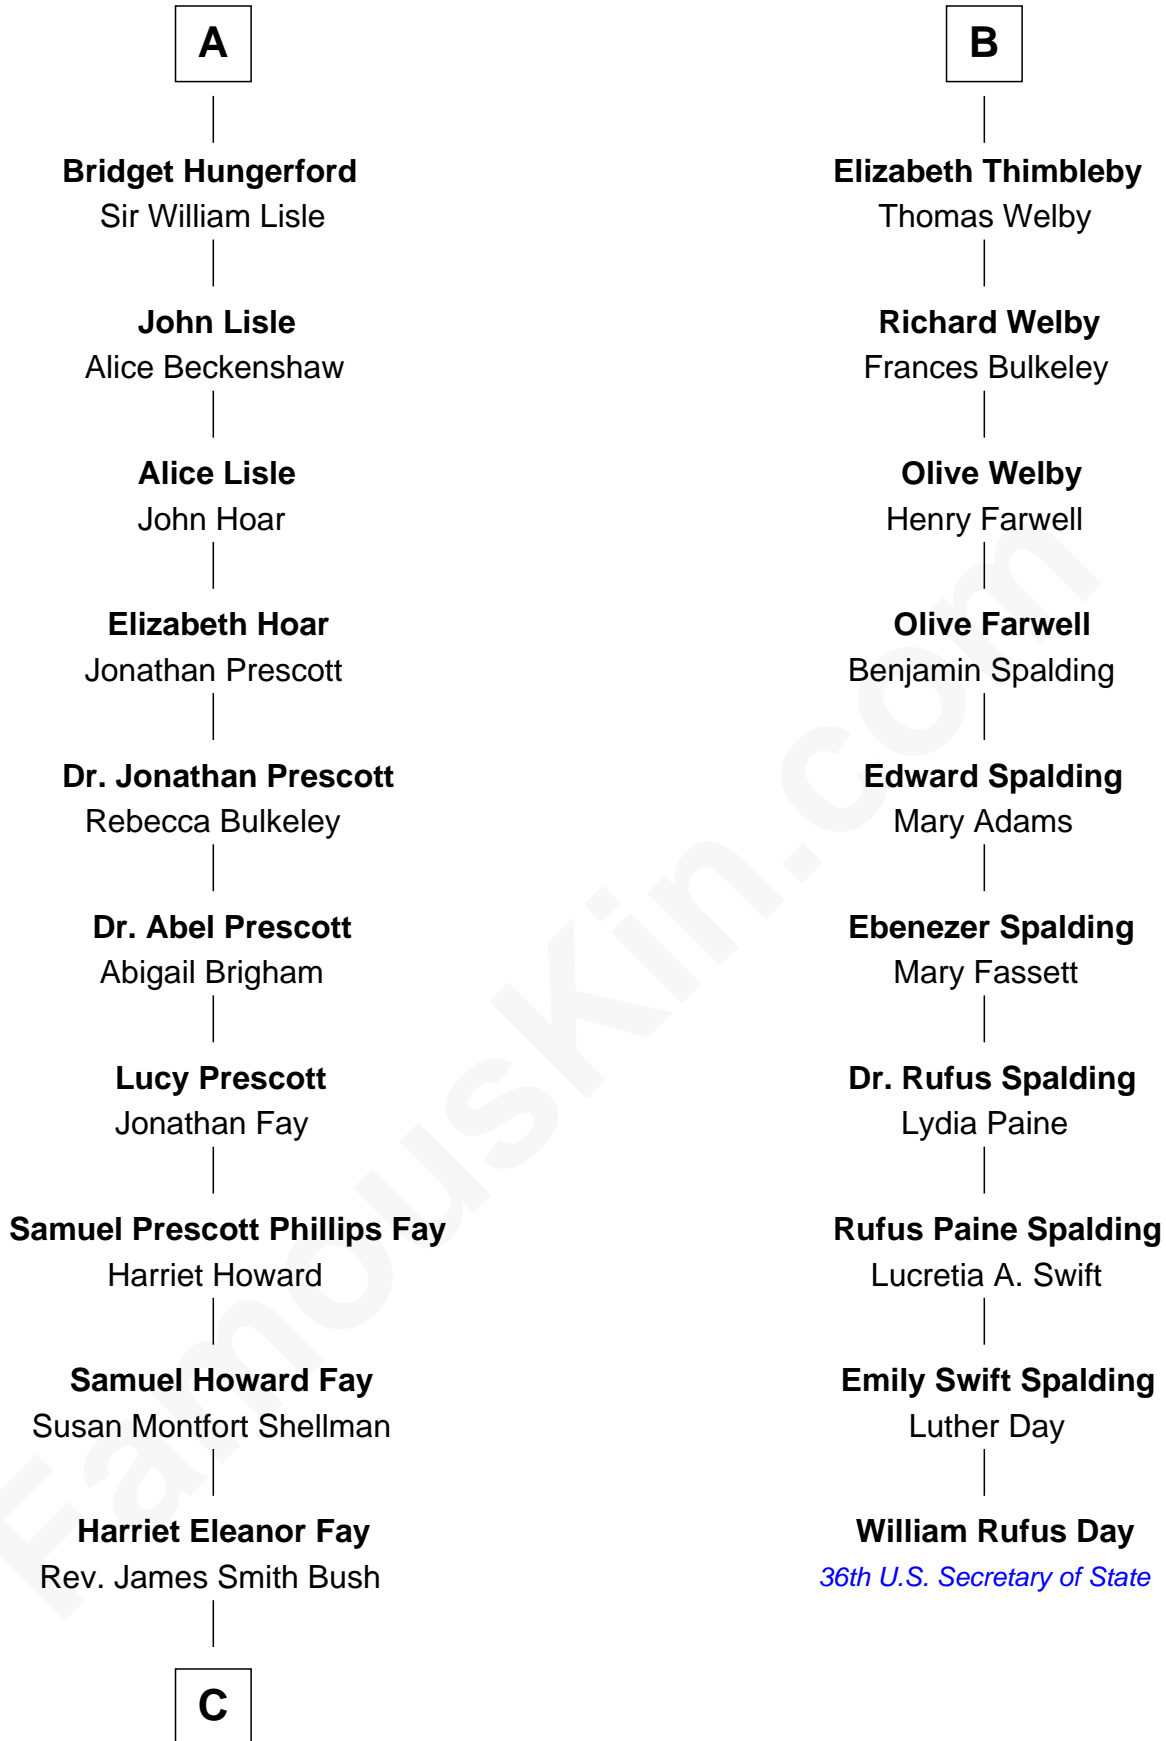 A
Bridget Hungerford
Sir William Lisle
John Lisle
Alice Beckenshaw
Alice Lisle
John Hoar
Elizabeth Hoar
Jonathan Prescott
Dr. Jonathan Prescott
Rebecca Bulkeley
Dr. Abel Prescott
Abigail Brigham
Lucy Prescott
Jonathan Fay
Samuel Prescott Phillips Fay
Harriet Howard
Samuel Howard Fay
Susan Montfort Shellman
Harriet Eleanor Fay
Rev. James Smith Bush
C
B
Elizabeth Thimbleby
Thomas Welby
Richard Welby
Frances Bulkeley
Olive Welby
Henry Farwell
Olive Farwell
Benjamin Spalding
Edward Spalding
Mary Adams
Ebenezer Spalding
Mary Fassett
Dr. Rufus Spalding
Lydia Paine
Rufus Paine Spalding
Lucretia A. Swift
Emily Swift Spalding
Luther Day
William Rufus Day
36th U.S. Secretary of State
FamousKin.com